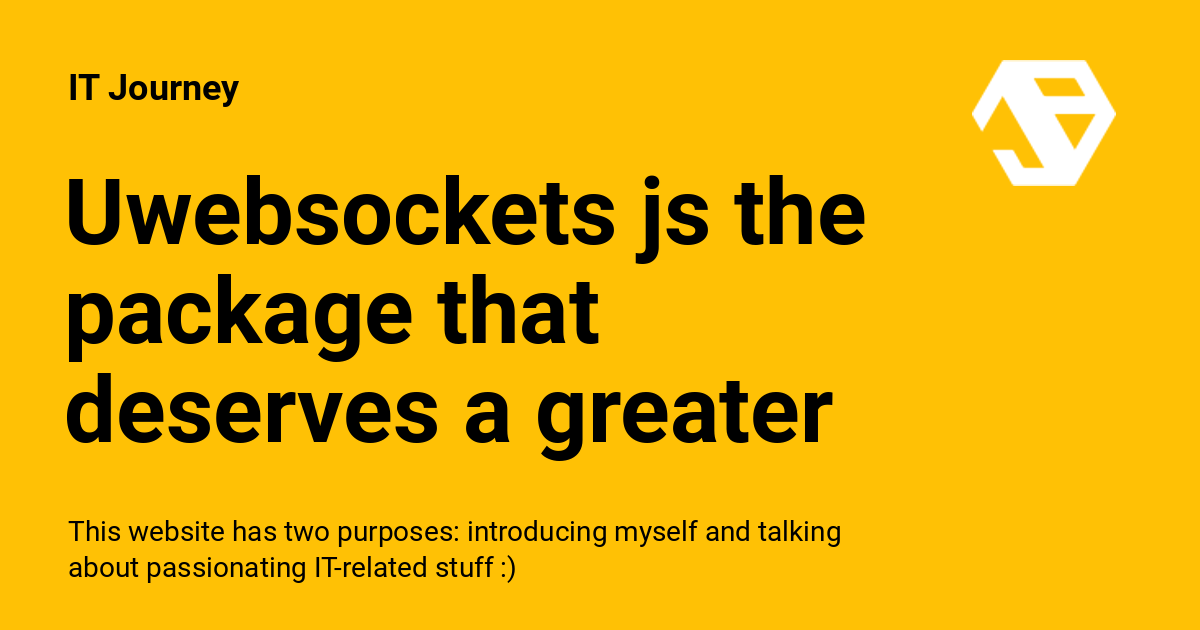 IT Journey
Uwebsockets js the
package that
deserves a greater
This website has two purposes: introducing myself and talking
about passionating IT-related stuff :)